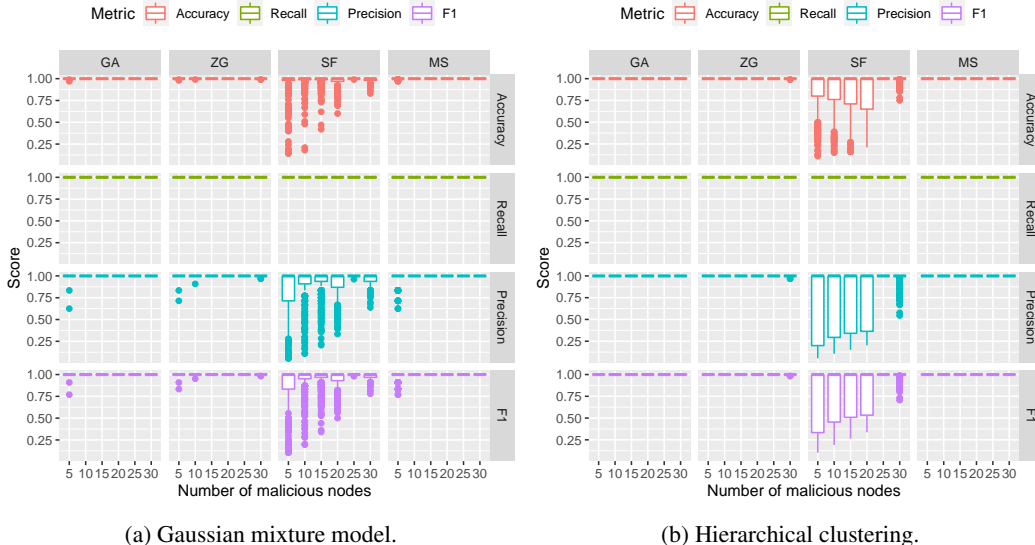 Metric Accuracy Recall Precision F1
GA ZG SF MS
1.00
0.75
0.50
0.25
Accuracy
1.00
0.75
0.50
0.25
Recall
Score
1.00
0.75
0.50
0.25
Precision
1.00
0.75
0.50
0.25
F1
5 10 15 20 25 30 5 10 15 20 25 30 5 10 15 20 25 30 5 10 15 20 25 30
Number of malicious nodes
(a) Gaussian mixture model.
Metric Accuracy Recall Precision F1
GA ZG SF MS
1.00
0.75
0.50
0.25
Accuracy
1.00
0.75
0.50
0.25
Recall
Score
1.00
0.75
0.50
0.25
Precision
1.00
0.75
0.50
0.25
F1
5 10 15 20 25 30 5 10 15 20 25 30 5 10 15 20 25 30 5 10 15 20 25 30
Number of malicious nodes
(b) Hierarchical clustering.